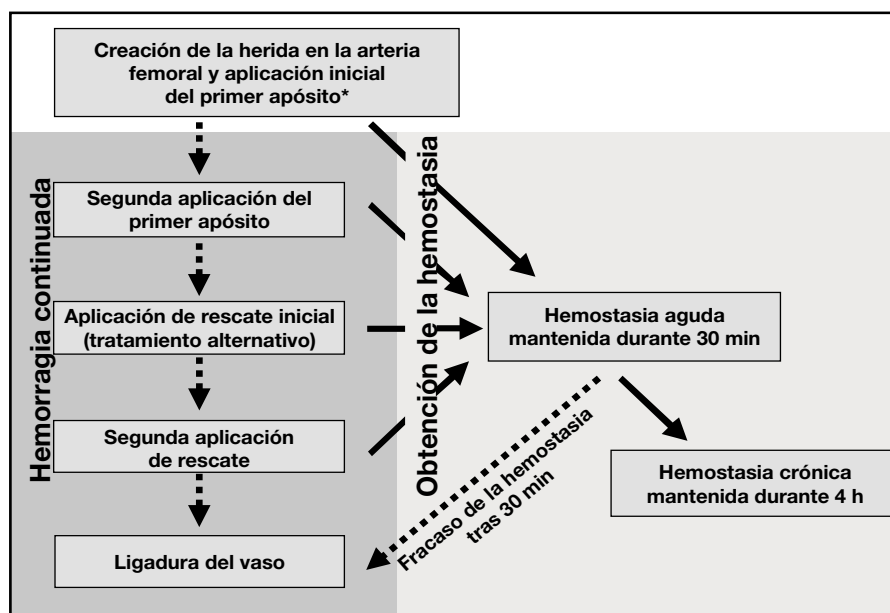 Creación de la herida en la arteria
femoral y aplicación inicial
del primer apósito*
Hemorragia continuada
Segunda aplicación del
primer apósito
Aplicación de rescate inicial
(tratamiento alternativo)
Segunda aplicación
de rescate
Ligadura del vaso
Obtención de la hemostasia
Hemostasia aguda
mantenida durante 30 min
Fracaso de la hemostasia
tras 30 min
Hemostasia crónica
mantenida durante 4 h